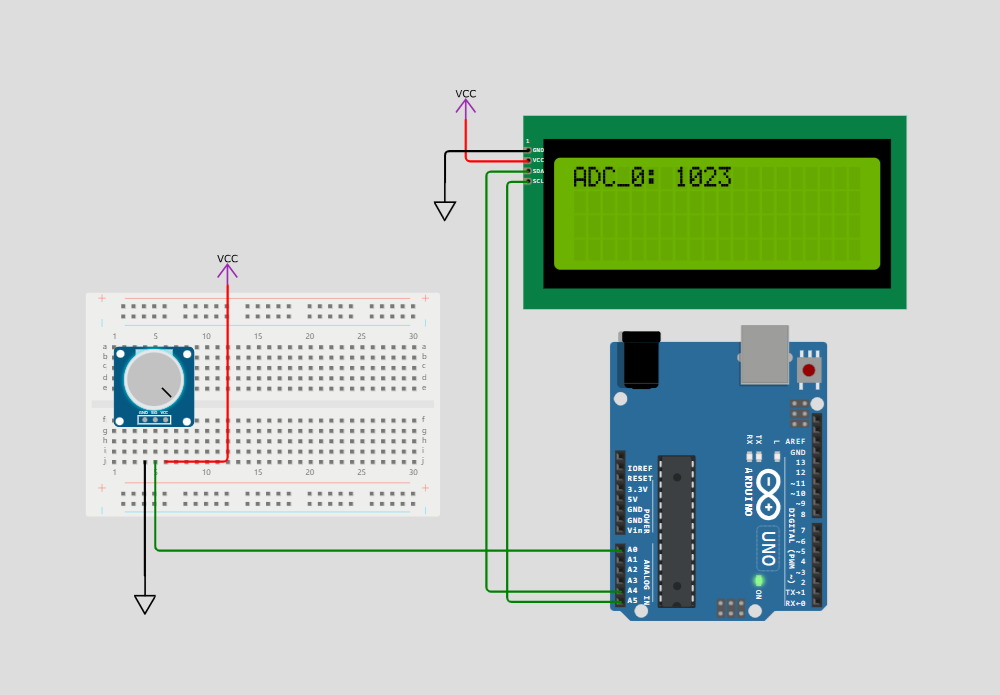 VCC
1
GND
VCC
SDA
SCL
ADC_0: 1023
VCC
1 5 10 15 20 25 30
a a
b b
c c
d d
e e
GND SIG VCC
f f
g g
h h
i i
j j
1 5 10 15 20 25 30
RX TX L
AREF
GND
13
12
~11
~10
~9
8
7
~6
~5
4
~3
2
TX→1
RX←0
DIGITAL (PWM ~)
ARDUINO
UNO
ON
IOREF
RESET
3.3V
5V
GND
GND
Vin
POWER
A0
A1
A2
A3
A4
A5
ANALOG IN